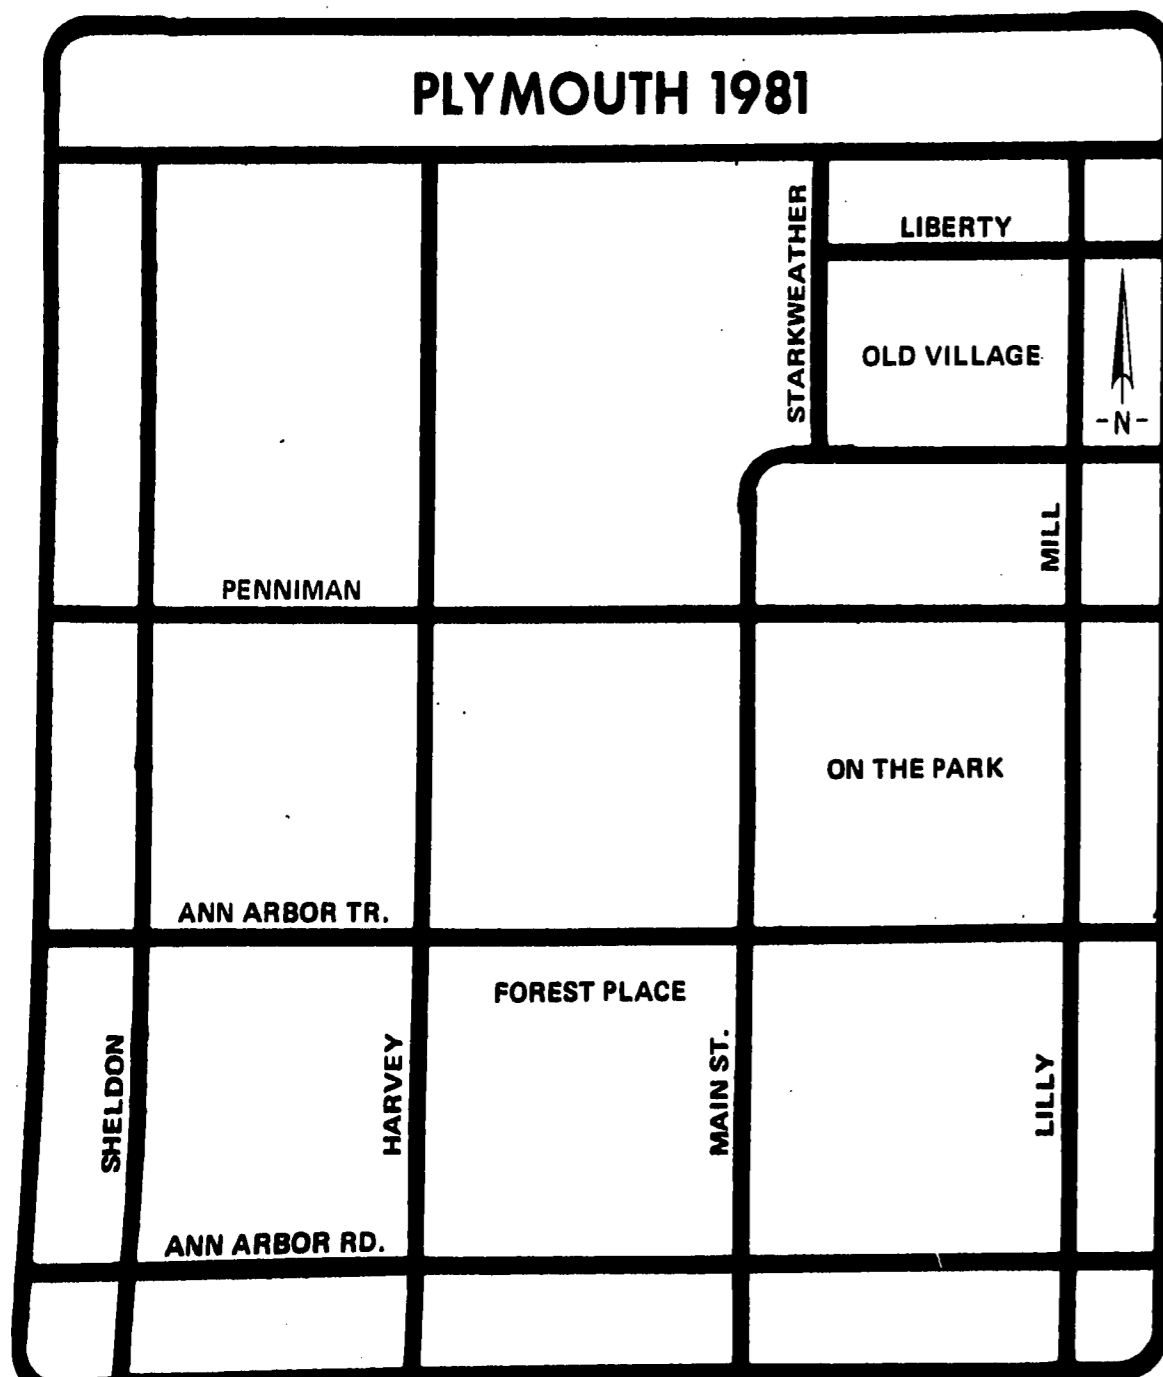 PLYMOUTH 1981
STARKWEATHER
LIBERTY
OLD VILLAGE
-N-
MILL
PENNIMAN
ON THE PARK
ANN ARBOR TR.
FOREST PLACE
SHELDON
HARVEY
MAIN ST.
LILLY
ANN ARBOR RD.